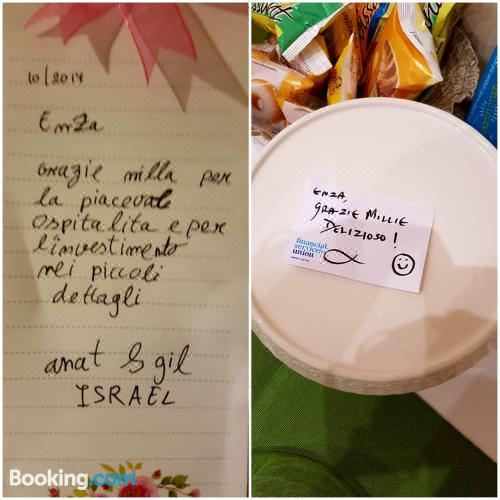 10/2014
Enza
Grazie milla per
la piacevole
ospitalita e per
l'investimento
nei piccoli
dettagli
anat & gil
ISRAEL
Booking.com
ENZA,
GRAZIE MILLIE
DELIZIOSO!
financial
services
union